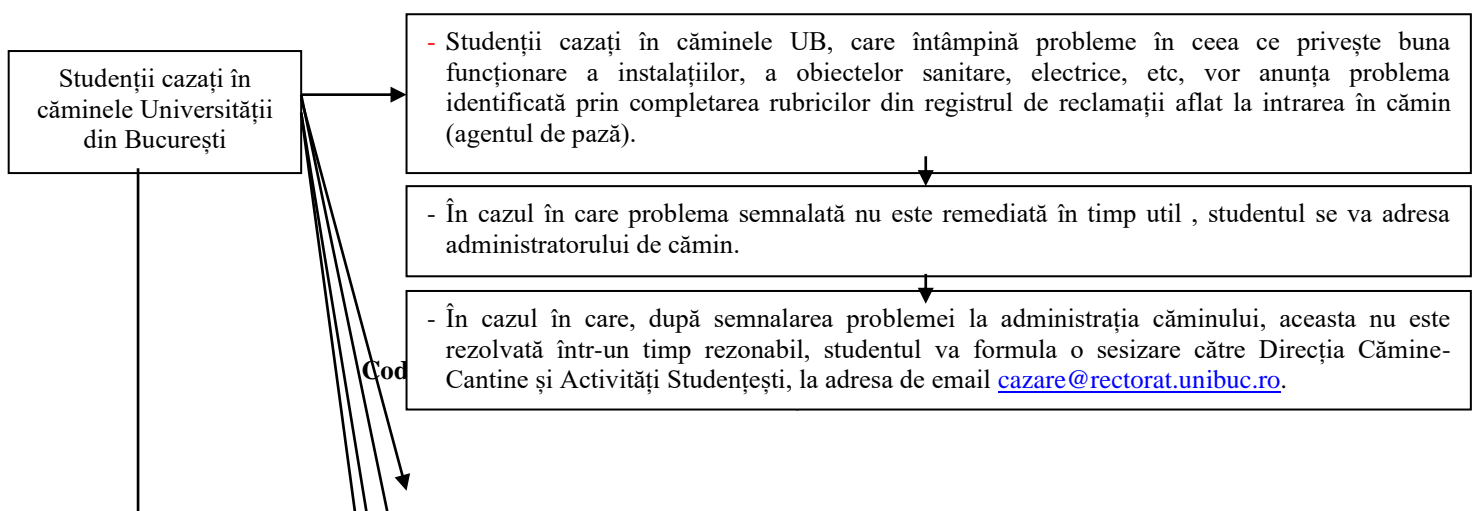 Studenții cazați în
căminele Universității
din București
- Studenții cazați în căminele UB, care întâmpină probleme în ceea ce privește buna
funcționare a instalațiilor, a obiectelor sanitare, electrice, etc, vor anunța problema
identificată prin completarea rubricilor din registrul de reclamații aflat la intrarea în cămin
(agentul de pază).
- În cazul în care problema semnalată nu este remediată în timp util , studentul se va adresa
administratorului de cămin.
- În cazul în care, după semnalarea problemei la administrația căminului, aceasta nu este
rezolvată într-un timp rezonabil, studentul va formula o sesizare către Direcția Cămine-
Cantine și Activități Studențești, la adresa de email cazare@rectorat.unibuc.ro.
Cod